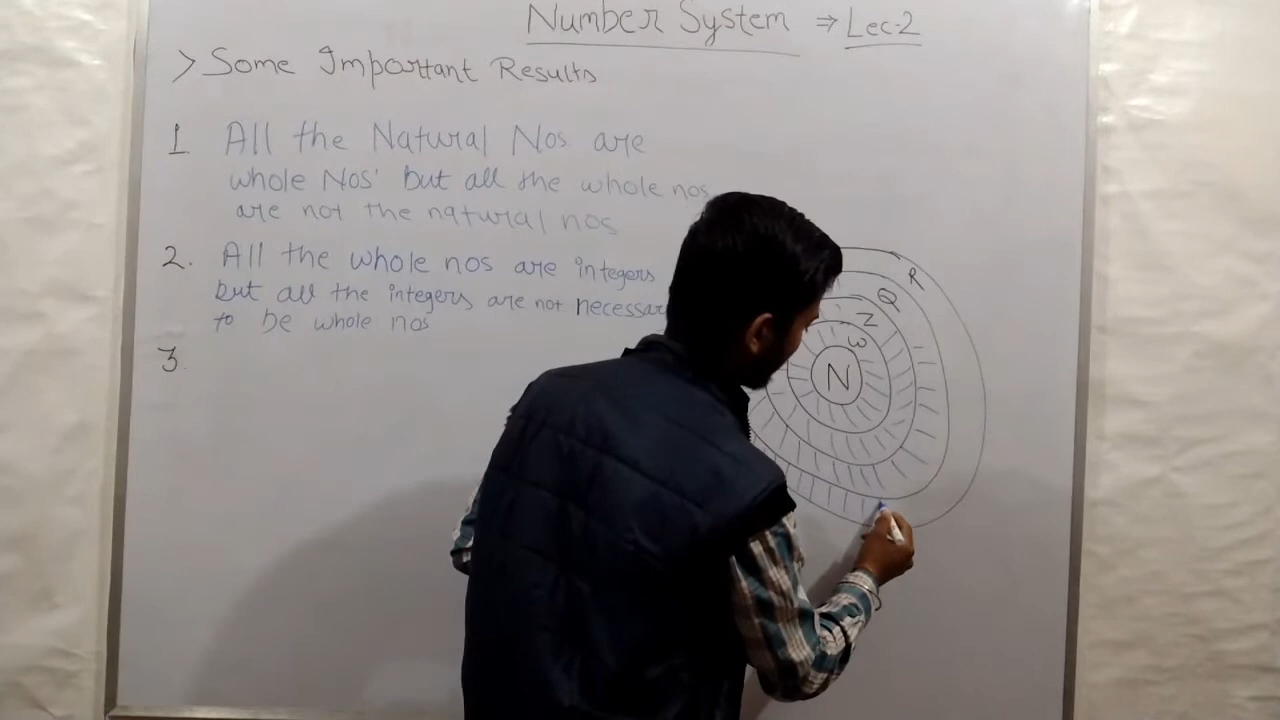 Number System ⇒ Lec-2
> Some Important Results
1. All the Natural Nos are
whole Nos' but all the whole nos
are not the natural nos
2. All the whole nos are integers
but all the integers are not necessar
to be whole nos
3.
R
Q
Z
W
N